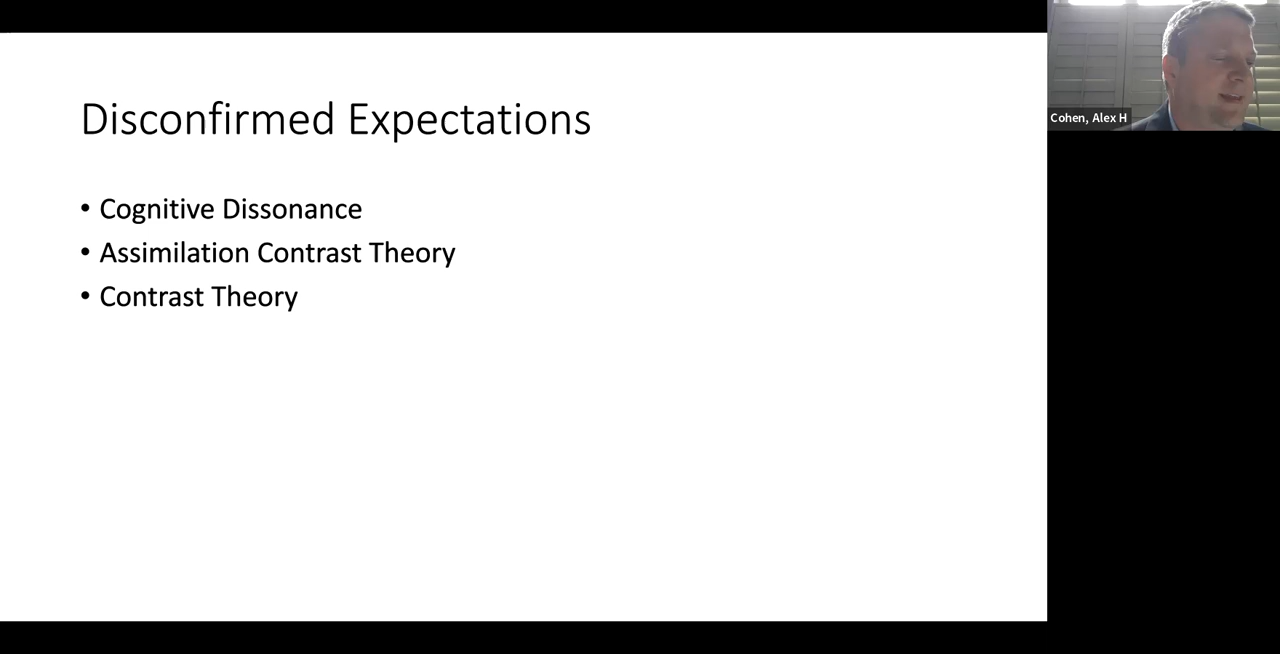 Disconfirmed Expectations
• Cognitive Dissonance
• Assimilation Contrast Theory
• Contrast Theory
Cohen, Alex H